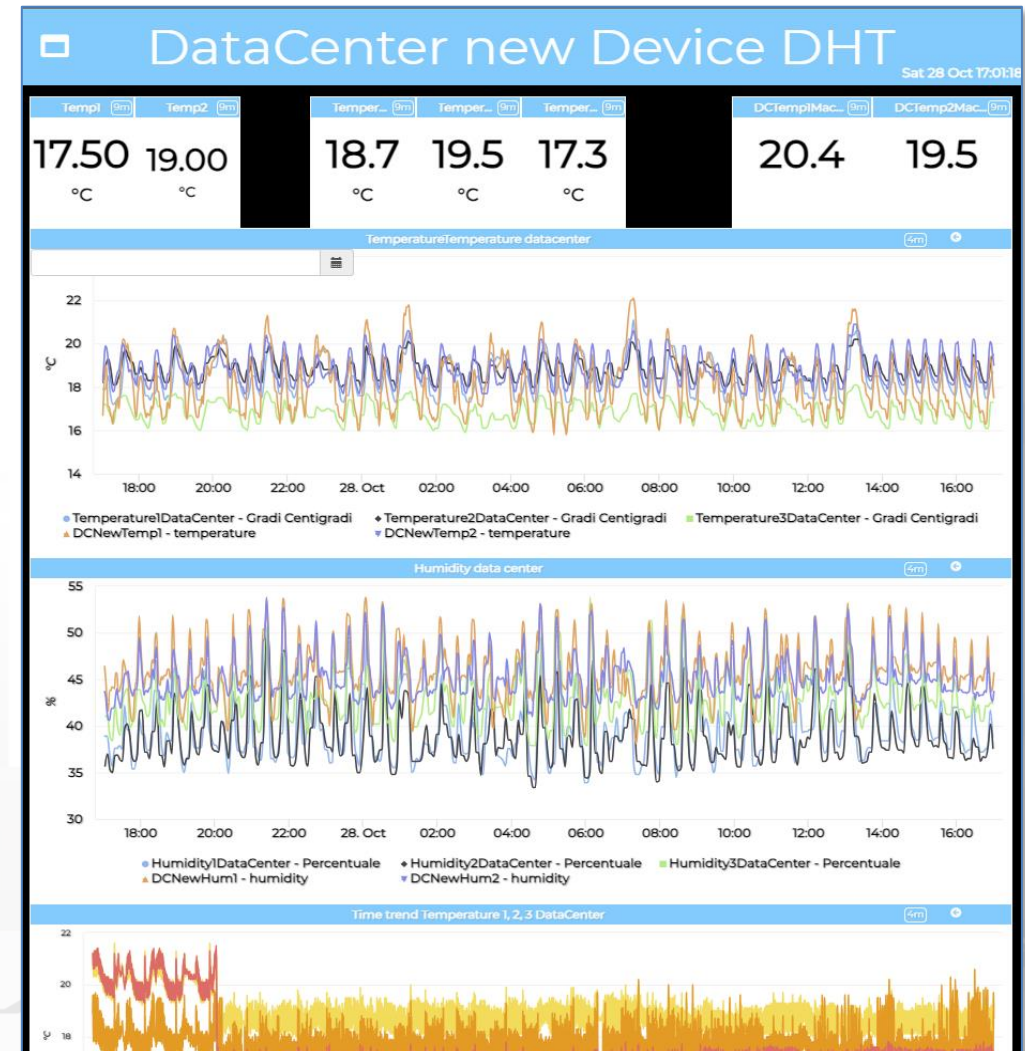 DataCenter new Device DHT
Sat 28 Oct 17:01:18
Temp1 9m Temp2 9m Temper... 9m Temper... 9m Temper... 9m DCTemp1Mac... 9m DCTemp2Mac... 9m
17.50 19.00 18.7 19.5 17.3 20.4 19.5
°C °C °C °C °C
TemperatureTemperature datacenter 4m
22
20
°C
18
16
14
18:00 20:00 22:00 28. Oct 02:00 04:00 06:00 08:00 10:00 12:00 14:00 16:00
Temperature1DataCenter - Gradi Centigradi Temperature2DataCenter - Gradi Centigradi Temperature3DataCenter - Gradi Centigradi
DCNewTemp1 - temperature DCNewTemp2 - temperature
Humidity data center 4m
55
50
45
%
40
35
30
18:00 20:00 22:00 28. Oct 02:00 04:00 06:00 08:00 10:00 12:00 14:00 16:00
Humidity1DataCenter - Percentuale Humidity2DataCenter - Percentuale Humidity3DataCenter - Percentuale
DCNewHum1 - humidity DCNewHum2 - humidity
Time trend Temperature 1, 2, 3 DataCenter 4m
22
20
°C
18